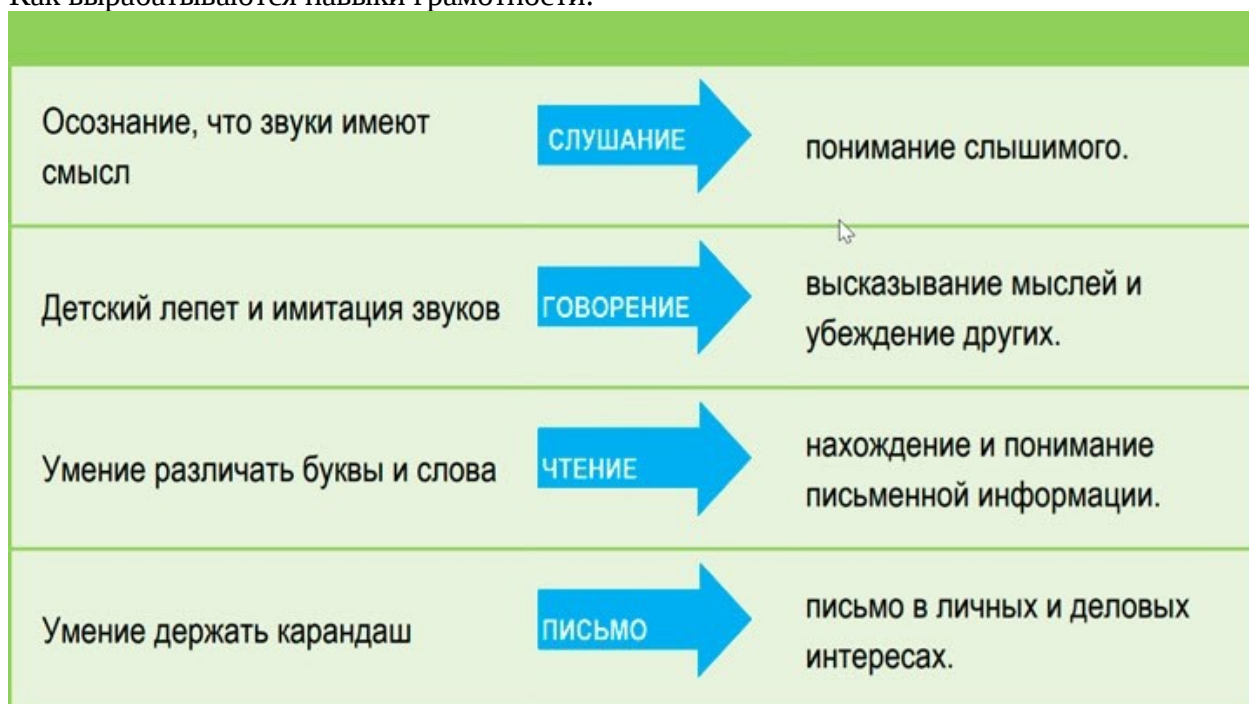 Как вырабатываются навыки грамотности.
Осознание, что звуки имеют
смысл
СЛУШАНИЕ
понимание слышимого.
Детский лепет и имитация звуков
ГОВОРЕНИЕ
высказывание мыслей и
убеждение других.
Умение различать буквы и слова
ЧТЕНИЕ
нахождение и понимание
письменной информации.
Умение держать карандаш
ПИСЬМО
письмо в личных и деловых
интересах.